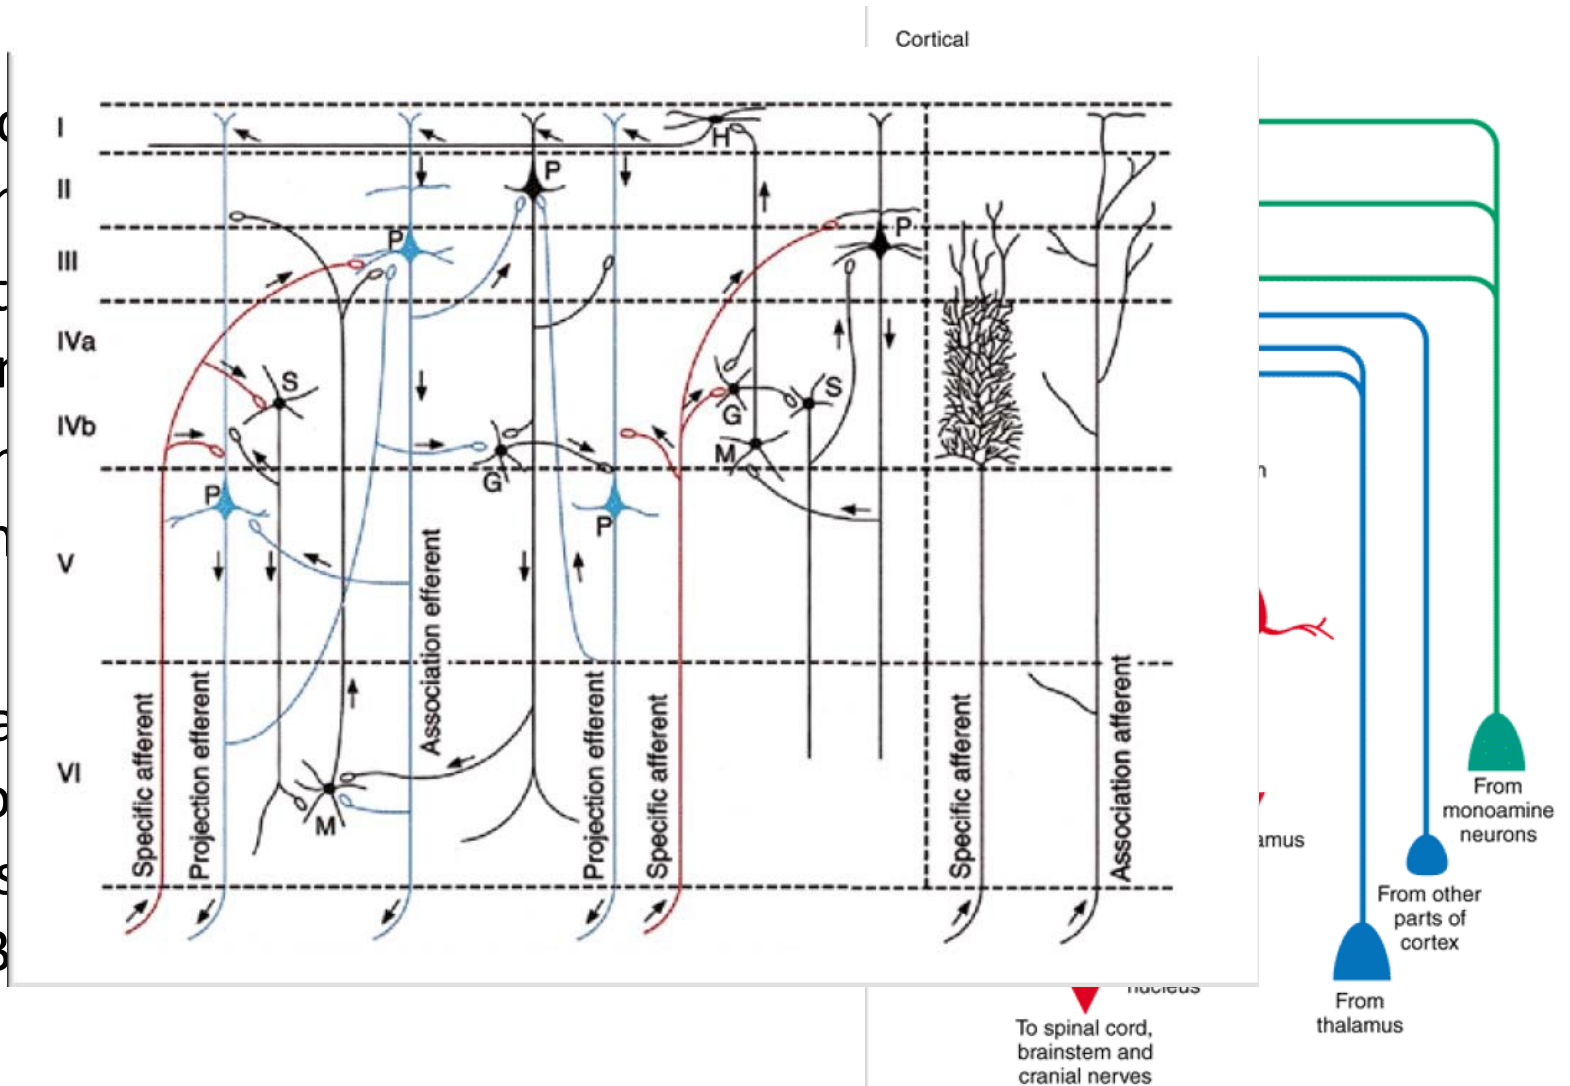 Cortical
I
H
P
II
P
P
III
IVa
S
S
G
IVb
M
G
P
P
V
Association efferent
Specific afferent
Projection efferent
Projection efferent
Specific afferent
Specific afferent
Association afferent
VI
M
From
monoamine
neurons
From other
parts of
cortex
From
thalamus
nucleus
To spinal cord,
brainstem and
cranial nerves